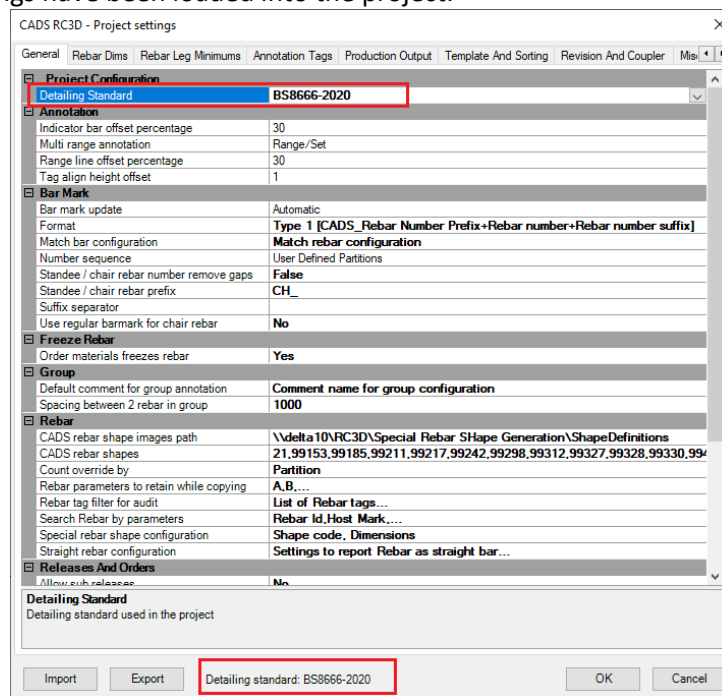 gs have been loaded into the project.
CADS RC3D - Project settings
General Rebar Dims Rebar Leg Minimums Annotation Tags Production Output Template And Sorting Revision And Coupler Mis
Project Configuration
Detailing Standard BS8666-2020
Annotation
Indicator bar offset percentage 30
Multi range annotation Range/Set
Range line offset percentage 30
Tag align height offset 1
Bar Mark
Bar mark update Automatic
Format Type 1 [CADS_Rebar Number Prefix+Rebar number+Rebar number suffix]
Match bar configuration Match rebar configuration
Number sequence User Defined Partitions
Standee / chair rebar number remove gaps False
Standee / chair rebar prefix CH_
Suffix separator
Use regular barmark for chair rebar No
Freeze Rebar
Order materials freezes rebar Yes
Group
Default comment for group annotation Comment name for group configuration
Spacing between 2 rebar in group 1000
Rebar
CADS rebar shape images path \\delta10\RC3D\Special Rebar SHape Generation\ShapeDefinitions
CADS rebar shapes 21,99153,99185,99211,99217,99242,99298,99312,99327,99328,99330,994
Count override by Partition
Rebar parameters to retain while copying A,B,...
Rebar tag filter for audit List of Rebar tags...
Search Rebar by parameters Rebar Id,Host Mark,...
Special rebar shape configuration Shape code, Dimensions
Straight rebar configuration Settings to report Rebar as straight bar...
Releases And Orders
Allow sub releases No
Detailing Standard
Detailing standard used in the project
Import Export Detailing standard: BS8666-2020 OK Cancel